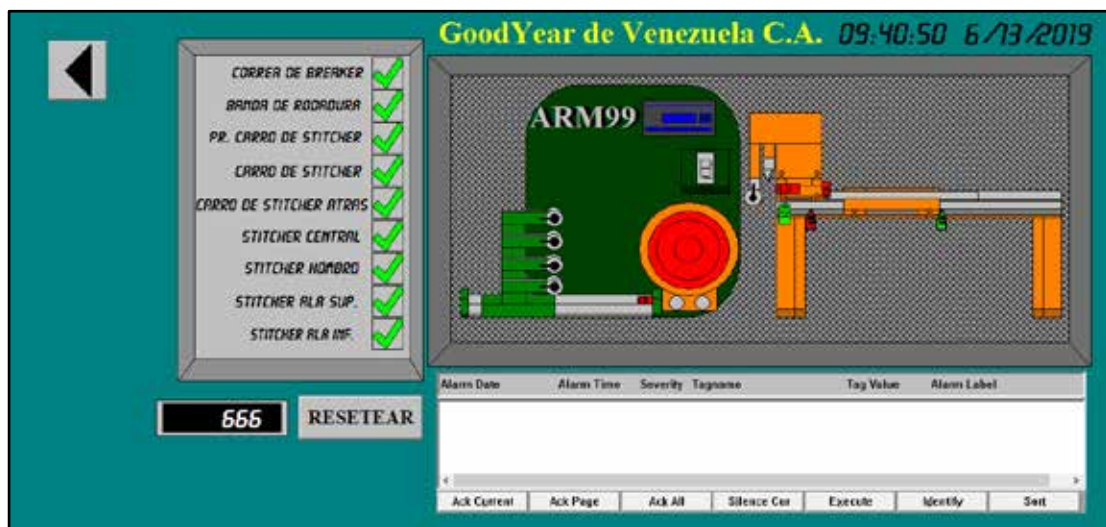 GoodYear de Venezuela C.A. 09:40:50 6/13/2019
CORREA DE BREAKER
BANDA DE RODADURA
PR. CARRO DE STITCHER
CARRO DE STITCHER
CARRO DE STITCHER ATRAS
STITCHER CENTRAL
STITCHER HOMBRO
STITCHER ALA SUP.
STITCHER ALA INF.
666 RESETEAR
ARM99
Alarm Date Alarm Time Severity Tagname Tag Value Alarm Label
Ack Current Ack Page Ack All Silence Cur Execute Identify Sort